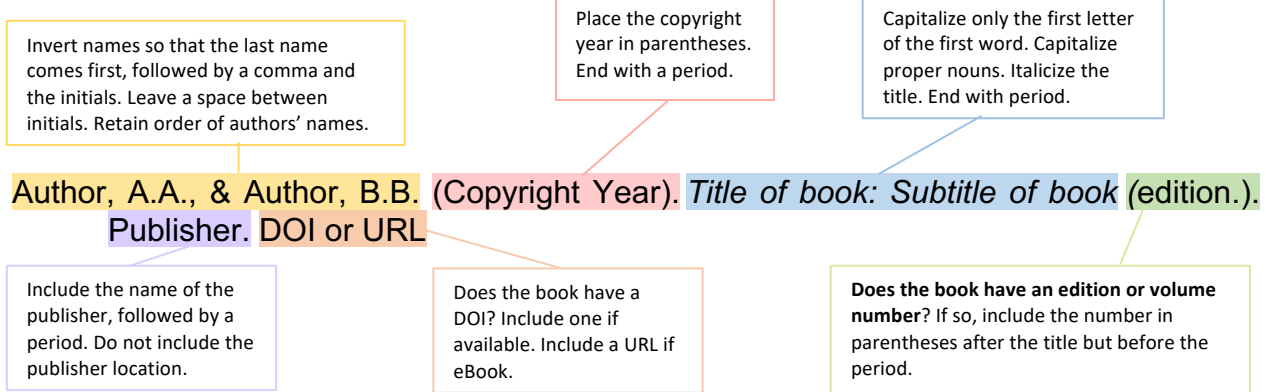 Invert names so that the last name
comes first, followed by a comma and
the initials. Leave a space between
initials. Retain order of authors’ names.
Place the copyright
year in parentheses.
End with a period.
Capitalize only the first letter
of the first word. Capitalize
proper nouns. Italicize the
title. End with period.
Author, A.A., & Author, B.B. (Copyright Year). Title of book: Subtitle of book (edition.).
Publisher. DOI or URL
Include the name of the
publisher, followed by a
period. Do not include the
publisher location.
Does the book have a
DOI? Include one if
available. Include a URL if
eBook.
Does the book have an edition or volume
number? If so, include the number in
parentheses after the title but before the
period.